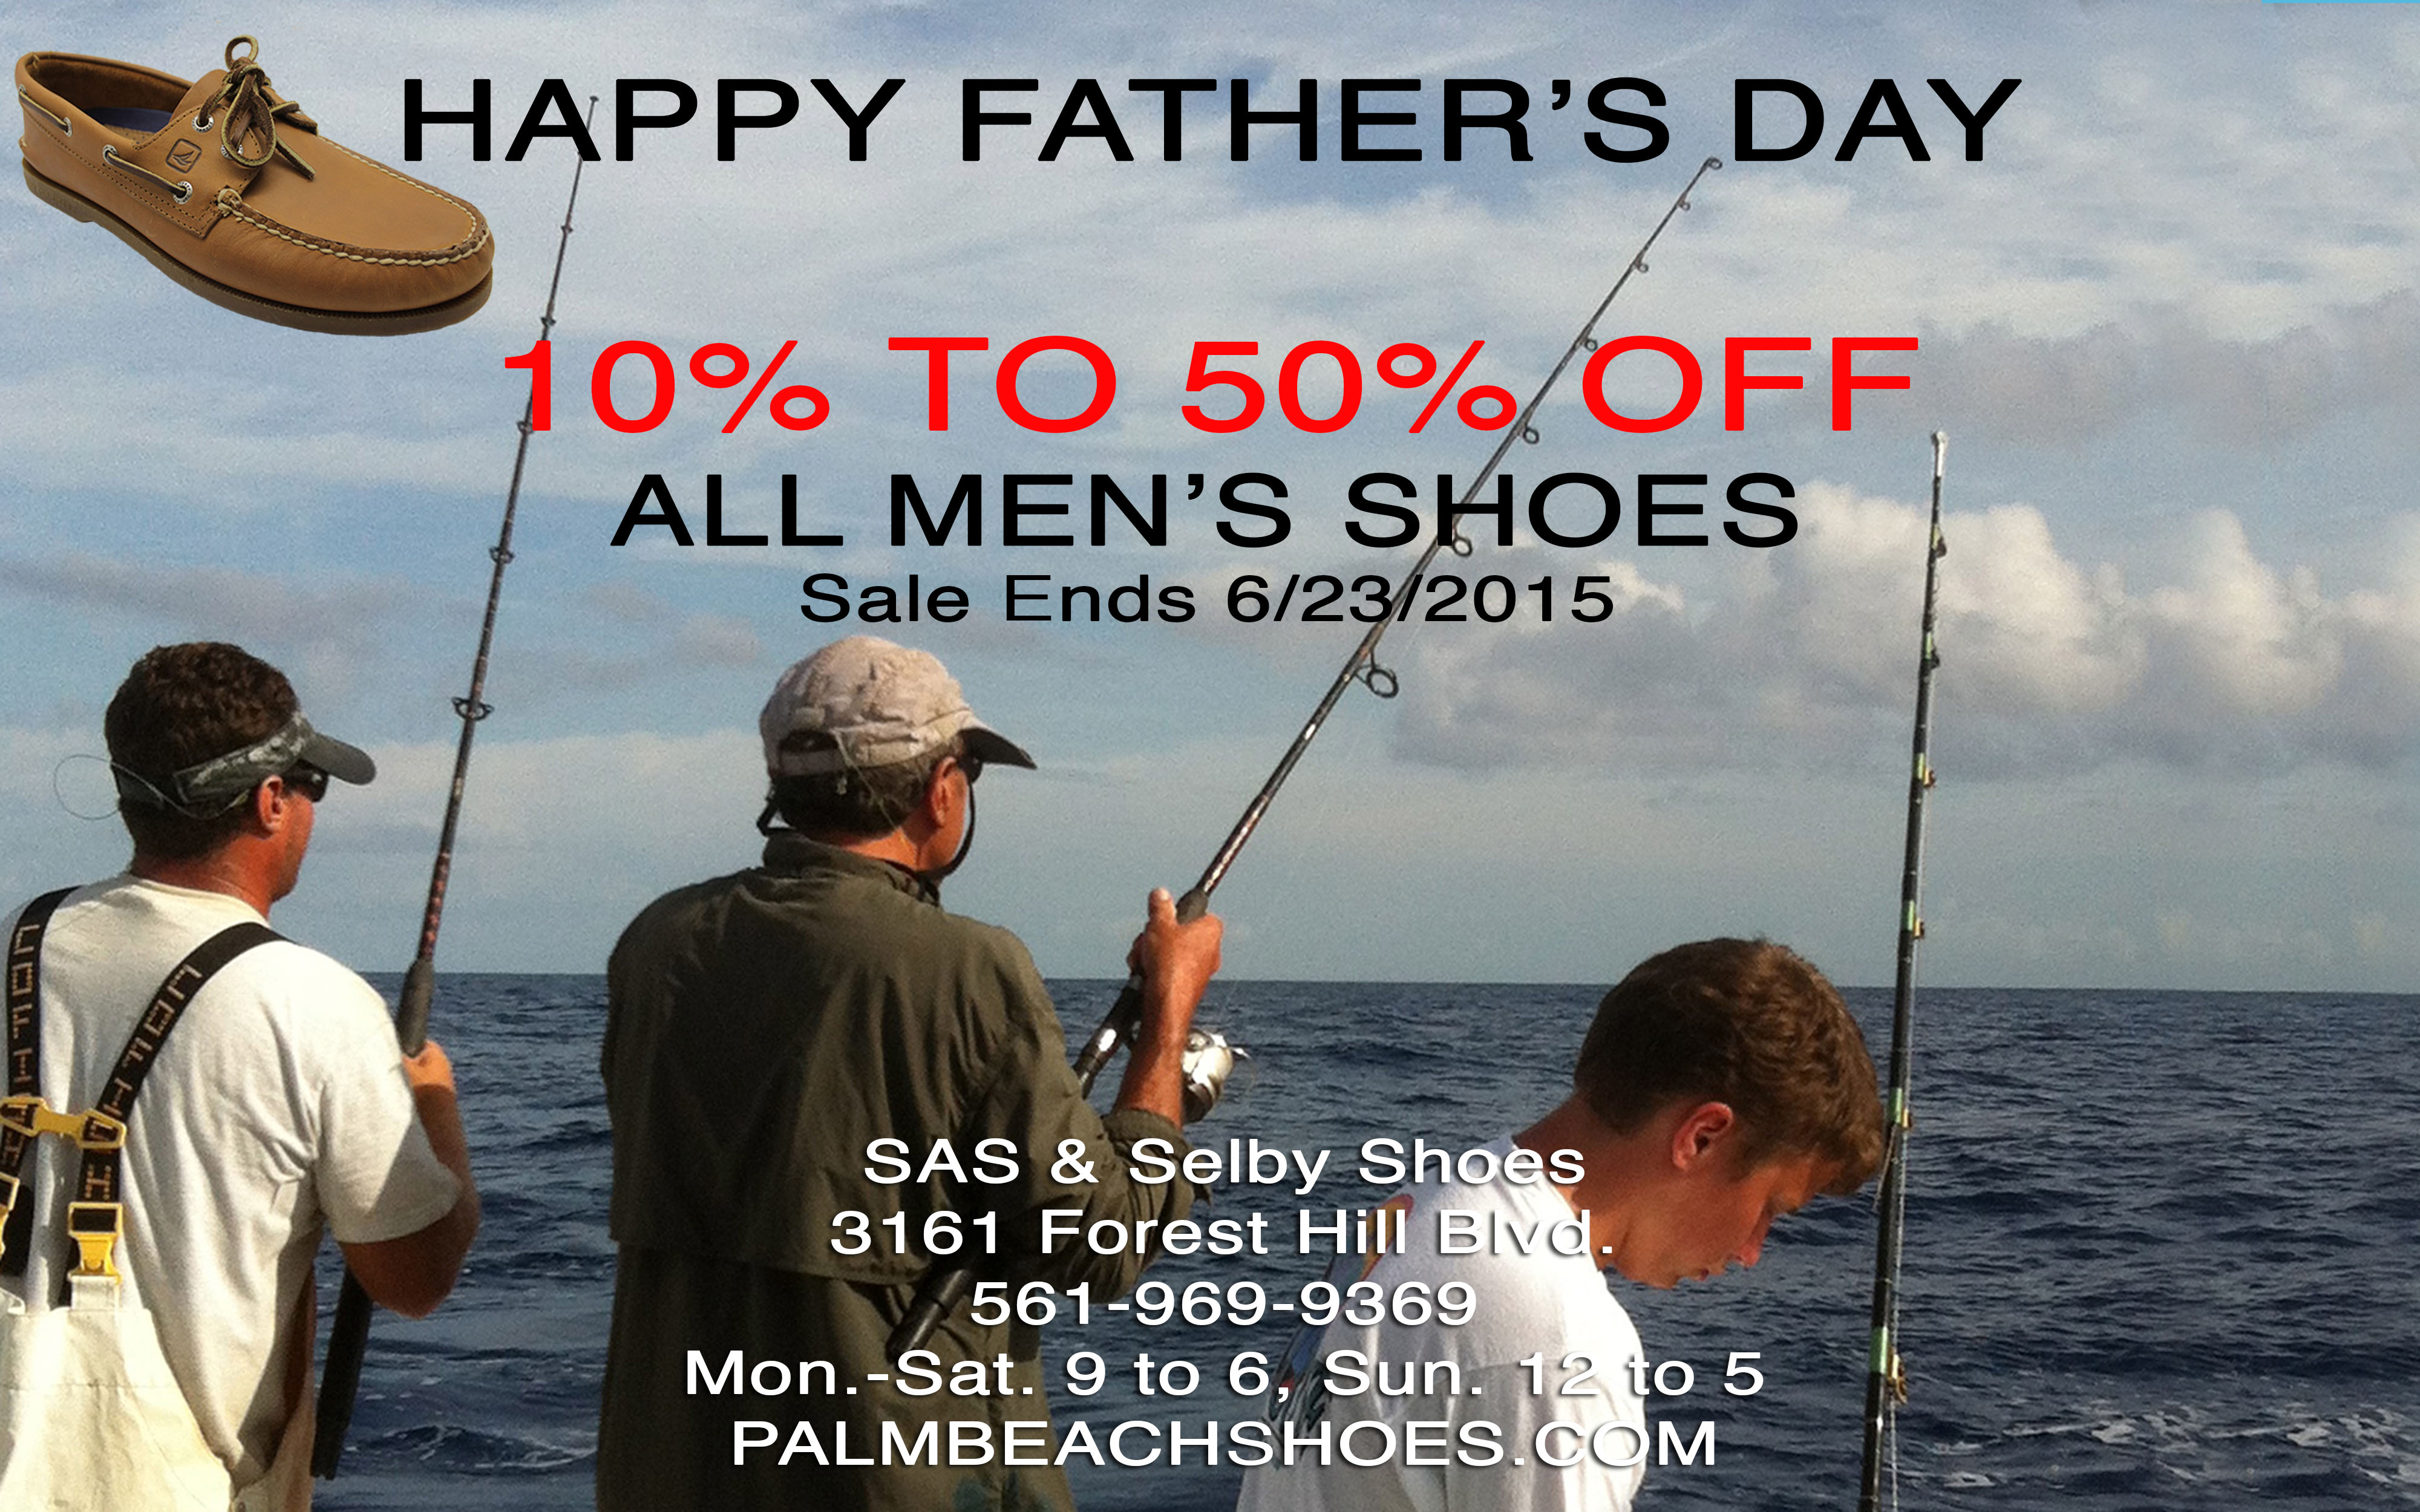 HAPPY FATHER'S DAY
10% TO 50% OFF
ALL MEN'S SHOES
Sale Ends 6/23/2015
SAS & Selby Shoes
3161 Forest Hill Blvd.
561-969-9369
Mon.-Sat. 9 to 6, Sun. 12 to 5
PALMBEACHSHOES.COM